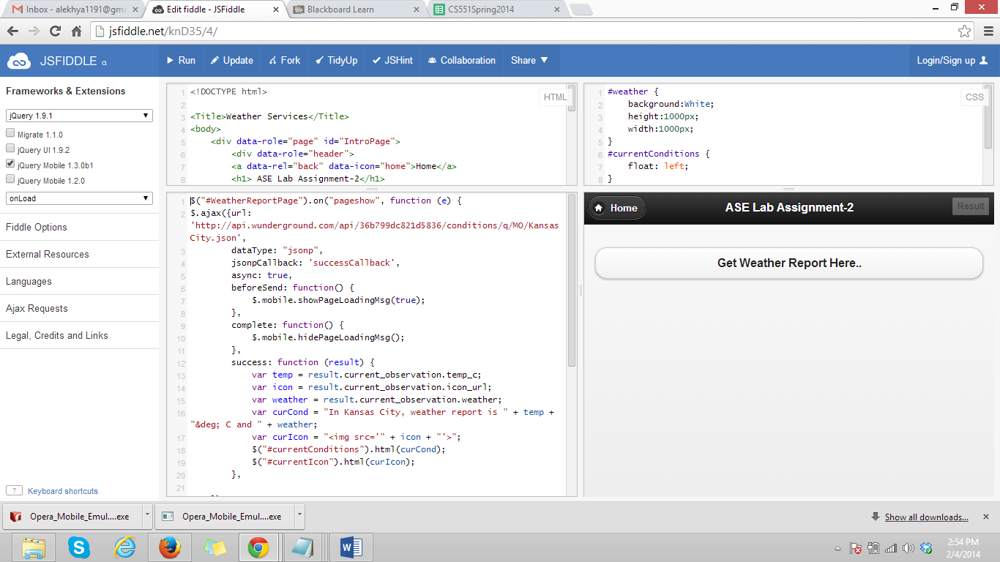 Inbox - alekhya1191@gma
Edit fiddle - JSFiddle
Blackboard Learn
CS551Spring2014
jsfiddle.net/knD35/4/
JSFIDDLE α
Run
Update
Fork
TidyUp
JSHint
Collaboration
Share
Login/Sign up
Frameworks & Extensions
jQuery 1.9.1
Migrate 1.1.0
jQuery UI 1.9.2
jQuery Mobile 1.3.0b1
jQuery Mobile 1.2.0
onLoad
Fiddle Options
External Resources
Languages
Ajax Requests
Legal, Credits and Links
? Keyboard shortcuts
HTML
1 <!DOCTYPE html>
2
3 <Title>Weather Services</Title>
4 <body>
5 <div data-role="page" id="IntroPage">
6 <div data-role="header">
7 <a data-rel="back" data-icon="home">Home</a>
8 <h1> ASE Lab Assignment-2</h1>
CSS
1 #weather {
2 background:White;
3 height:1000px;
4 width:1000px;
5 }
6 #currentConditions {
7 float: left;
8 }
1 $("#WeatherReportPage").on("pageshow", function (e) {
2 $.ajax({url:
'http://api.wunderground.com/api/36b799dc821d5836/conditions/q/MO/Kansas
City.json',
3 dataType: "jsonp",
4 jsonpCallback: 'successCallback',
5 async: true,
6 beforeSend: function() {
7 $.mobile.showPageLoadingMsg(true);
8 },
9 complete: function() {
10 $.mobile.hidePageLoadingMsg();
11 },
12 success: function (result) {
13 var temp = result.current_observation.temp_c;
14 var icon = result.current_observation.icon_url;
15 var weather = result.current_observation.weather;
16 var curCond = "In Kansas City, weather report is " + temp +
"&deg; C and " + weather;
17 var curIcon = "<img src='" + icon + "'>";
18 $("#currentConditions").html(curCond);
19 $("#currentIcon").html(curIcon);
20 },
21
Home
ASE Lab Assignment-2
Result
Get Weather Report Here..
Opera_Mobile_Emul....exe
Opera_Mobile_Emul....exe
Show all downloads...
2:54 PM
2/4/2014